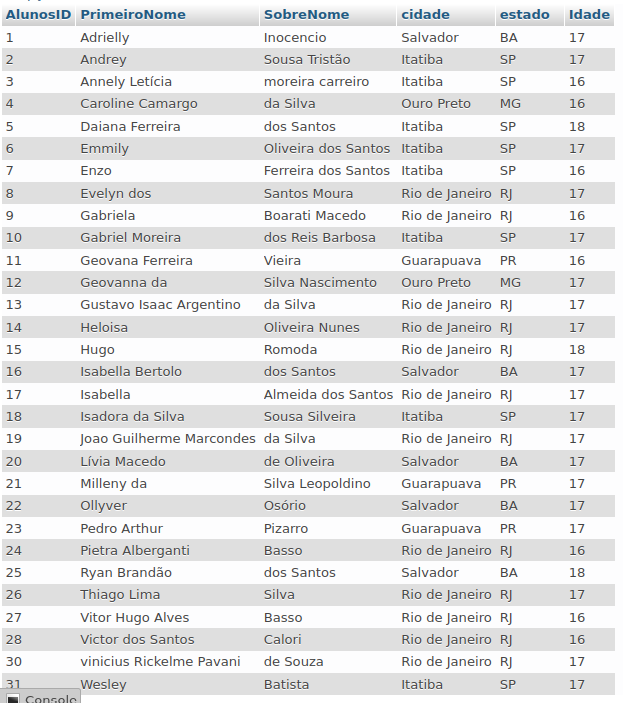 AlunosID PrimeiroNome SobreNome cidade estado Idade
1 Adrielly Inocencio Salvador BA 17
2 Andrey Sousa Tristão Itatiba SP 17
3 Annely Letícia moreira carreiro Itatiba SP 16
4 Caroline Camargo da Silva Ouro Preto MG 16
5 Daiana Ferreira dos Santos Itatiba SP 18
6 Emmily Oliveira dos Santos Itatiba SP 17
7 Enzo Ferreira dos Santos Itatiba SP 16
8 Evelyn dos Santos Moura Rio de Janeiro RJ 17
9 Gabriela Boarati Macedo Rio de Janeiro RJ 16
10 Gabriel Moreira dos Reis Barbosa Itatiba SP 17
11 Geovana Ferreira Vieira Guarapuava PR 16
12 Geovanna da Silva Nascimento Ouro Preto MG 17
13 Gustavo Isaac Argentino da Silva Rio de Janeiro RJ 17
14 Heloisa Oliveira Nunes Rio de Janeiro RJ 17
15 Hugo Romoda Rio de Janeiro RJ 18
16 Isabella Bertolo dos Santos Salvador BA 17
17 Isabella Almeida dos Santos Rio de Janeiro RJ 17
18 Isadora da Silva Sousa Silveira Itatiba SP 17
19 Joao Guilherme Marcondes da Silva Rio de Janeiro RJ 17
20 Lívia Macedo de Oliveira Salvador BA 17
21 Milleny da Silva Leopoldino Guarapuava PR 17
22 Ollyver Osório Salvador BA 17
23 Pedro Arthur Pizarro Guarapuava PR 17
24 Pietra Alberganti Basso Rio de Janeiro RJ 16
25 Ryan Brandão dos Santos Salvador BA 18
26 Thiago Lima Silva Rio de Janeiro RJ 17
27 Vitor Hugo Alves Basso Rio de Janeiro RJ 16
28 Victor dos Santos Calori Rio de Janeiro RJ 16
30 vinicius Rickelme Pavani de Souza Rio de Janeiro RJ 17
31 Wesley Batista Itatiba SP 17
Console